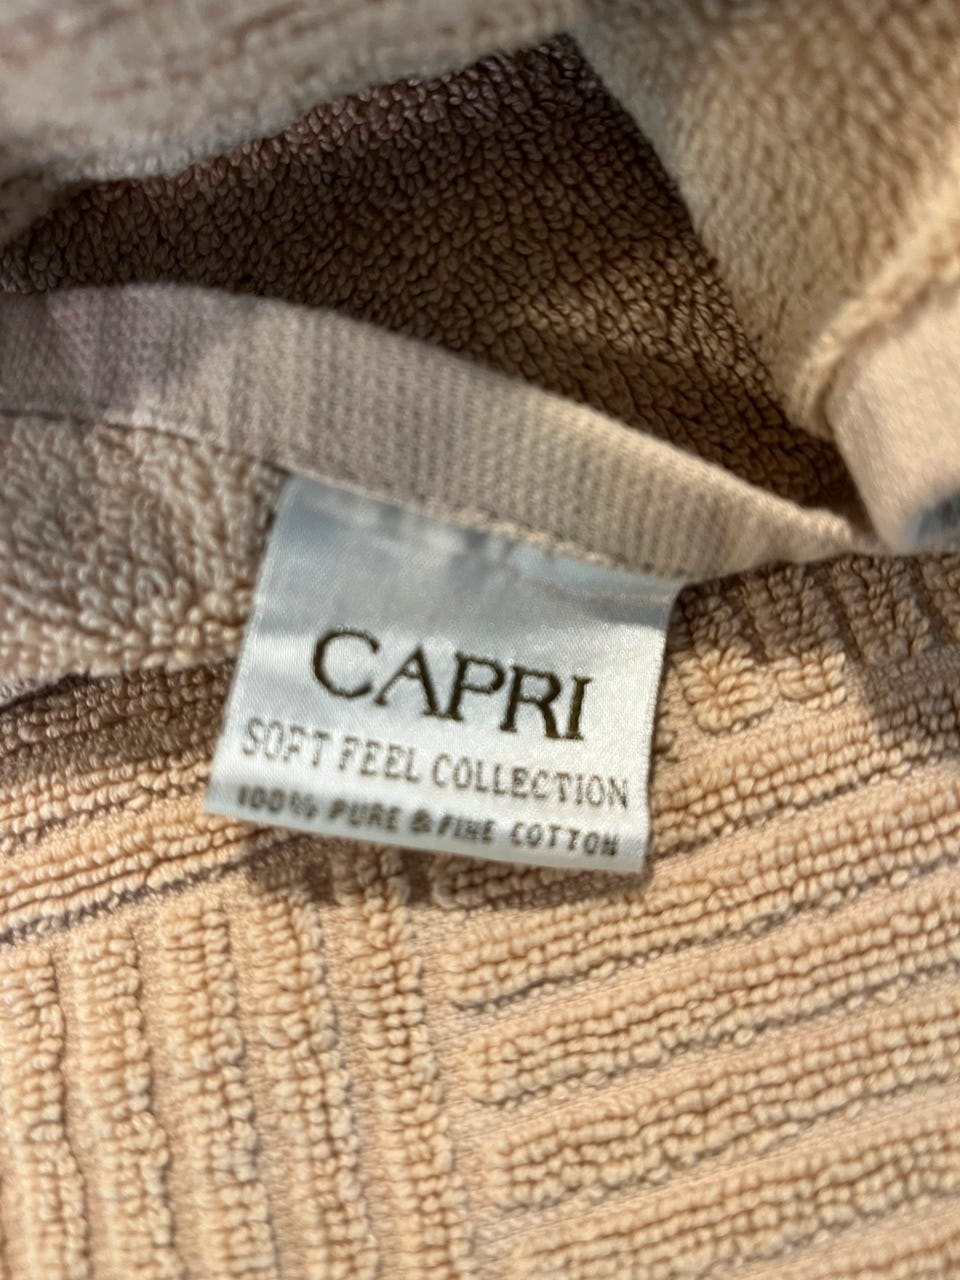 CAPRI
SOFT FEEL COLLECTION
100% PURE & FINE COTTON